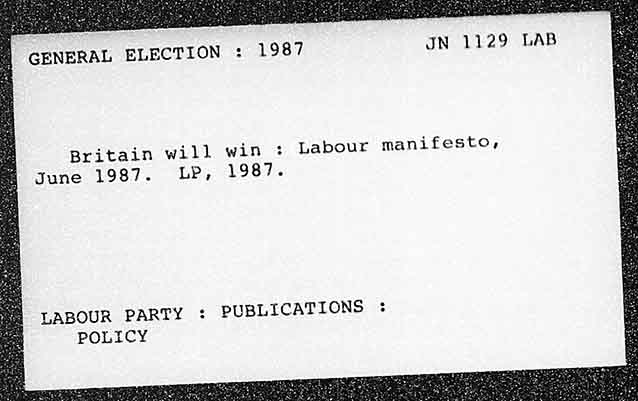 GENERAL ELECTION : 1987 JN 1129 LAB
Britain will win : Labour manifesto,
June 1987. LP, 1987.
LABOUR PARTY : PUBLICATIONS :
POLICY